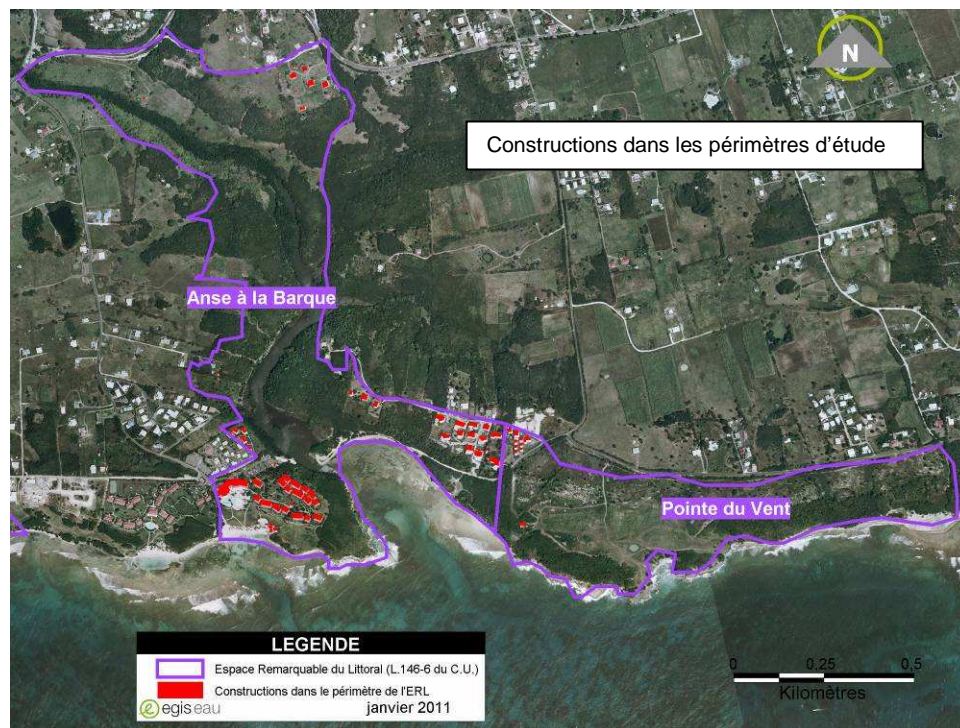 N
Constructions dans les périmètres d'étude
Anse à la Barque
Pointe du Vent
LEGENDE
Espace Remarquable du Littoral (L.146-6 du C.U.)
Constructions dans le périmètre de l'ERL
egis eau janvier 2011
0 0,25 0,5
Kilomètres